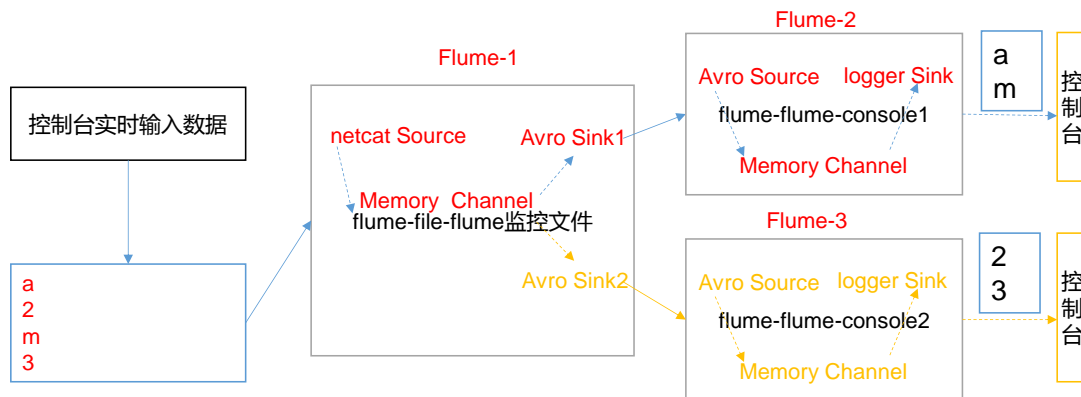 控制台实时输入数据
a
2
m
3
Flume-1
netcat Source
Avro Sink1
Memory Channel
flume-file-flume监控文件
Avro Sink2
Flume-2
Avro Source
logger Sink
flume-flume-console1
Memory Channel
a
m
控制台
Flume-3
Avro Source
logger Sink
flume-flume-console2
Memory Channel
2
3
控制台